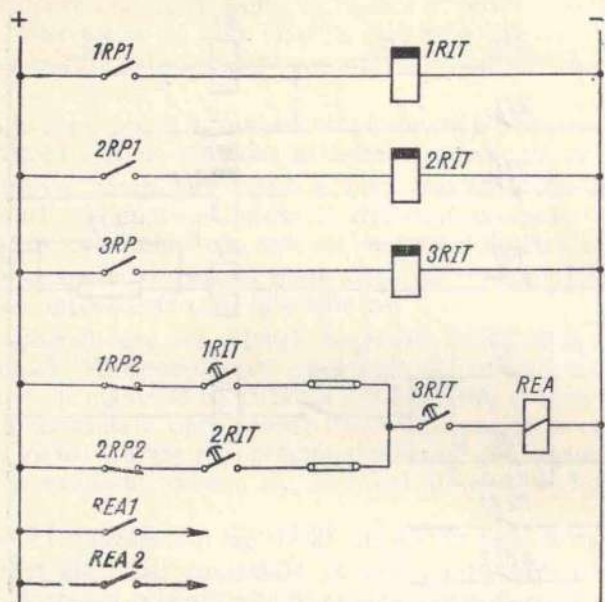 + −
1RP1 1RIT
2RP1 2RIT
3RP 3RIT
1RP2 1RIT
3RIT REA
2RP2 2RIT
REA1
REA 2